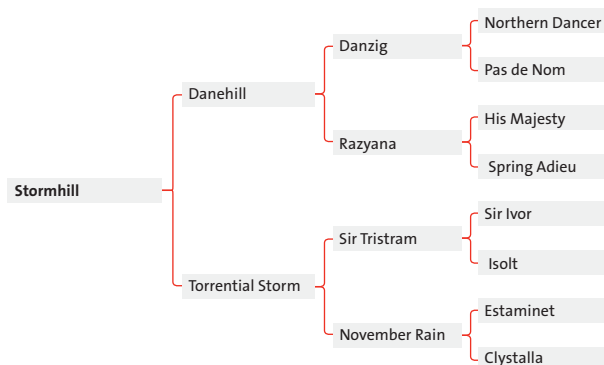 Northern Dancer
Danzig
Pas de Nom
Danehill
His Majesty
Razyana
Spring Adieu
Stormhill
Sir Ivor
Sir Tristram
Isolt
Torrential Storm
Estaminet
November Rain
Clystalla